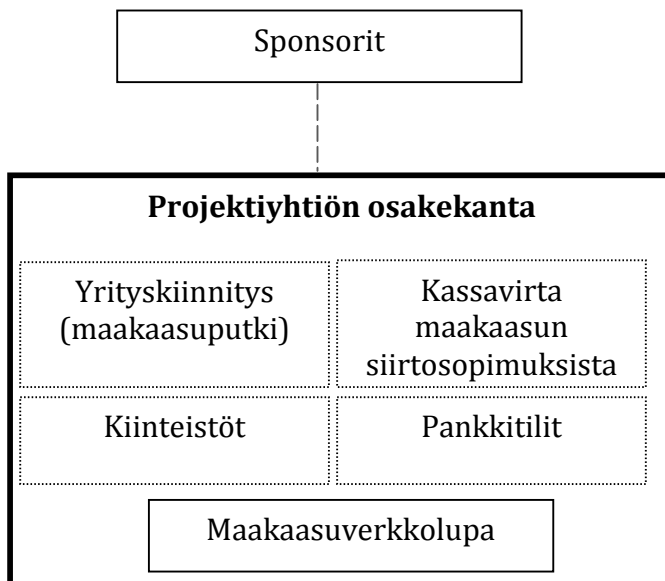 Sponsorit
Projektiyhtiön osakekanta
Yrityskiinnitys
(maakaasuputki)
Kassavirta
maakaasun
siirtosopimuksista
Kiinteistöt
Pankkitilit
Maakaasuverkkolupa